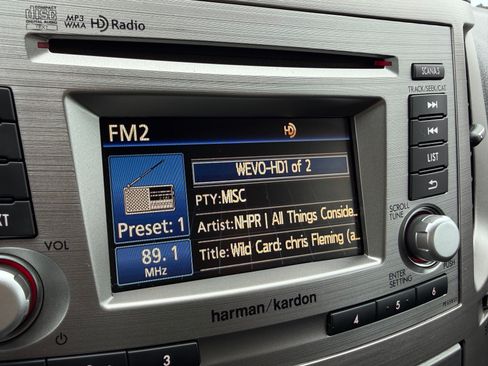 COMPACT
disc
DIGITAL AUDIO
MP3
WMA
HD Radio
SCAN/A.S
TRACK/SEEK/CAT
FM2
HD
WEVO-HD1 of 2
PTY:MISC
Artist:NHPR | All Things Conside…
Title:Wild Card: chris Fleming (a…
Preset: 1
89.1
MHz
LIST
SCROLL
TUNE
VOL
XT
ENTER
SETTING
PUSH
harman/kardon
3
4
5
6